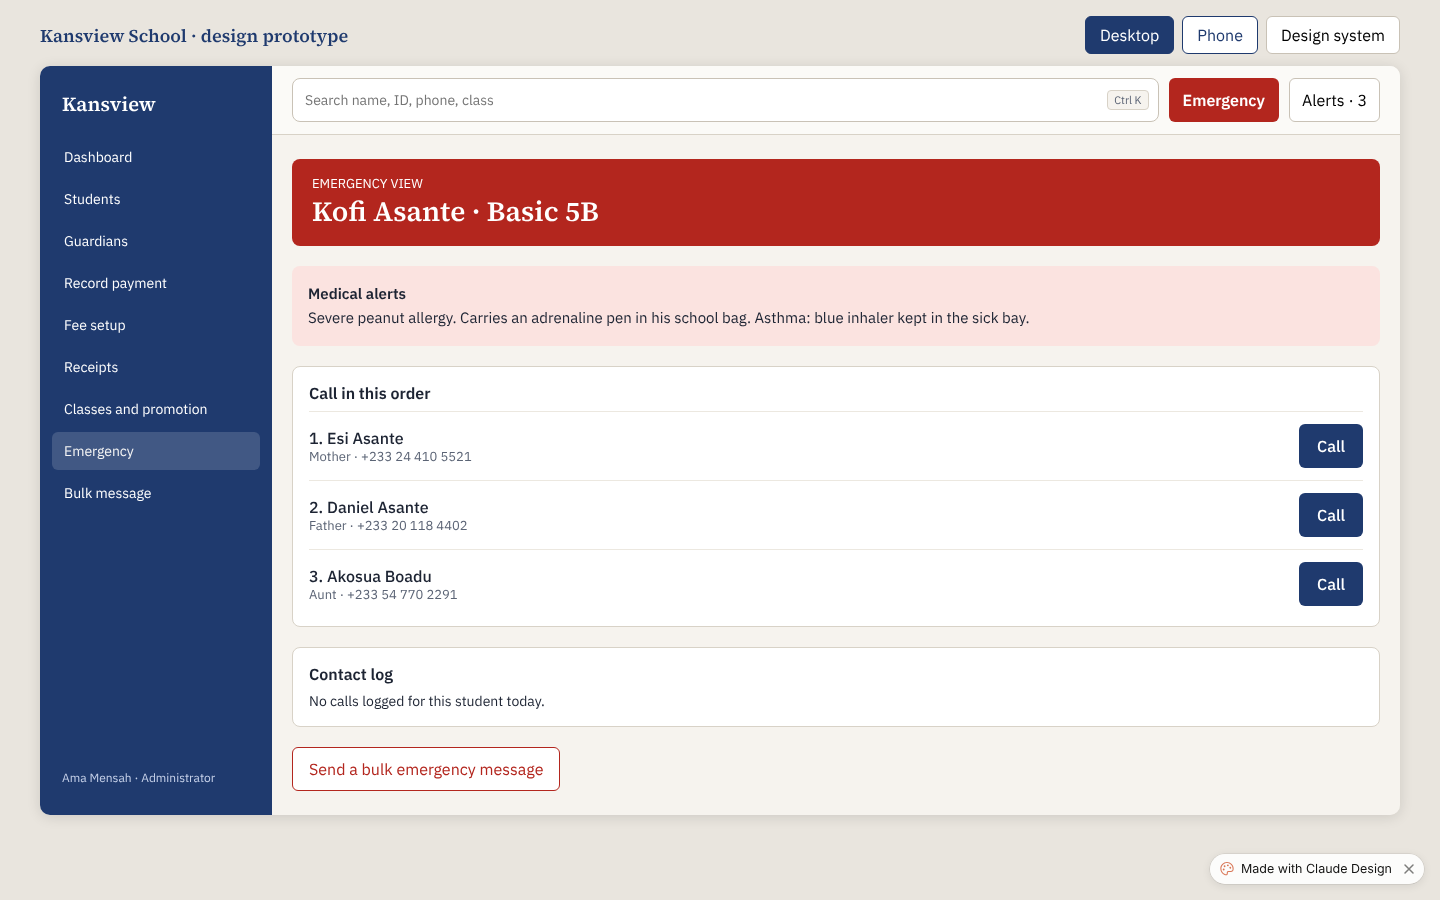 Kansview School · design prototype
Desktop
Phone
Design system
Kansview
Dashboard
Students
Guardians
Record payment
Fee setup
Receipts
Classes and promotion
Emergency
Bulk message
Ama Mensah · Administrator
Search name, ID, phone, class
Ctrl K
Emergency
Alerts · 3
EMERGENCY VIEW
Kofi Asante · Basic 5B
Medical alerts
Severe peanut allergy. Carries an adrenaline pen in his school bag. Asthma: blue inhaler kept in the sick bay.
Call in this order
1. Esi Asante
Mother · +233 24 410 5521
Call
2. Daniel Asante
Father · +233 20 118 4402
Call
3. Akosua Boadu
Aunt · +233 54 770 2291
Call
Contact log
No calls logged for this student today.
Send a bulk emergency message
Made with Claude Design